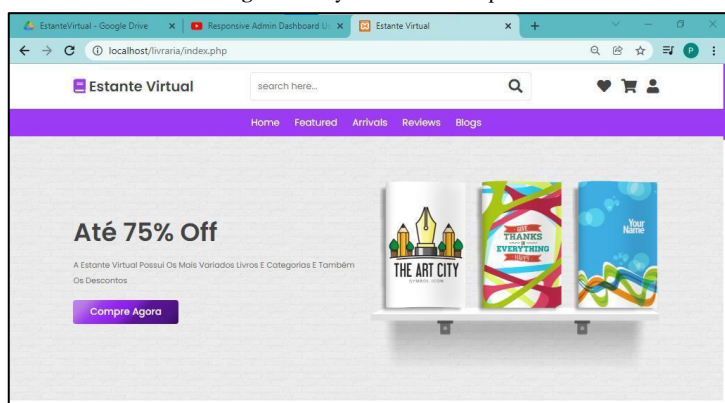 EstanteVirtual - Google Drive
Responsive Admin Dashboard U
Estante Virtual
localhost/livraria/index.php
P
Estante Virtual
search here...
Home Featured Arrivals Reviews Blogs
Até 75% Off
A Estante Virtual Possui Os Mais Variados Livros E Categorias E Também
Os Descontos
Compre Agora
THE ART CITY
SYMBOL ICON
GIVE
THANKS
EVERYTHING
Your
Name